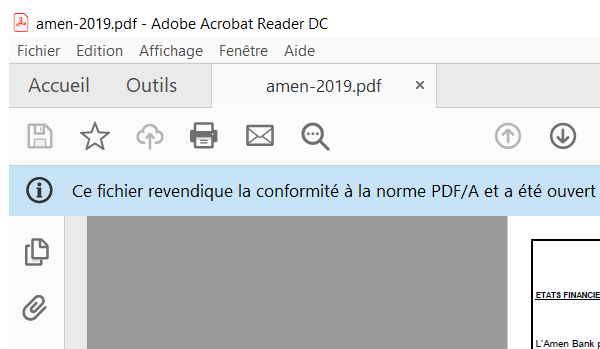 amen-2019.pdf - Adobe Acrobat Reader DC
Fichier Edition Affichage Fenêtre Aide
Accueil Outils amen-2019.pdf ×
Ce fichier revendique la conformité à la norme PDF/A et a été ouvert
ETATS FINANCIE
L'Amen Bank p